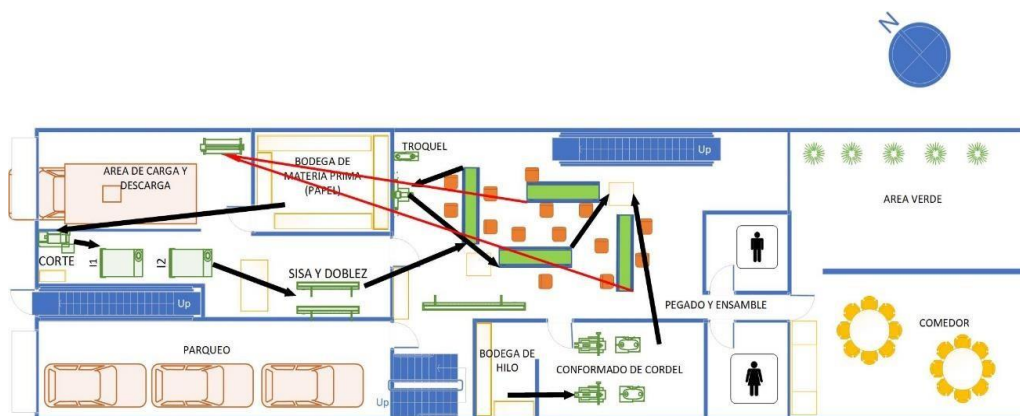 N
TROQUEL
Up
AREA DE CARGA Y
DESCARGA
BODEGA DE
MATERIA PRIMA
(PAPEL)
AREA VERDE
CORTE
I1
I2
SISA Y DOBLEZ
Up
PEGADO Y ENSAMBLE
COMEDOR
PARQUEO
BODEGA DE
HILO
CONFORMADO DE CORDEL
Up